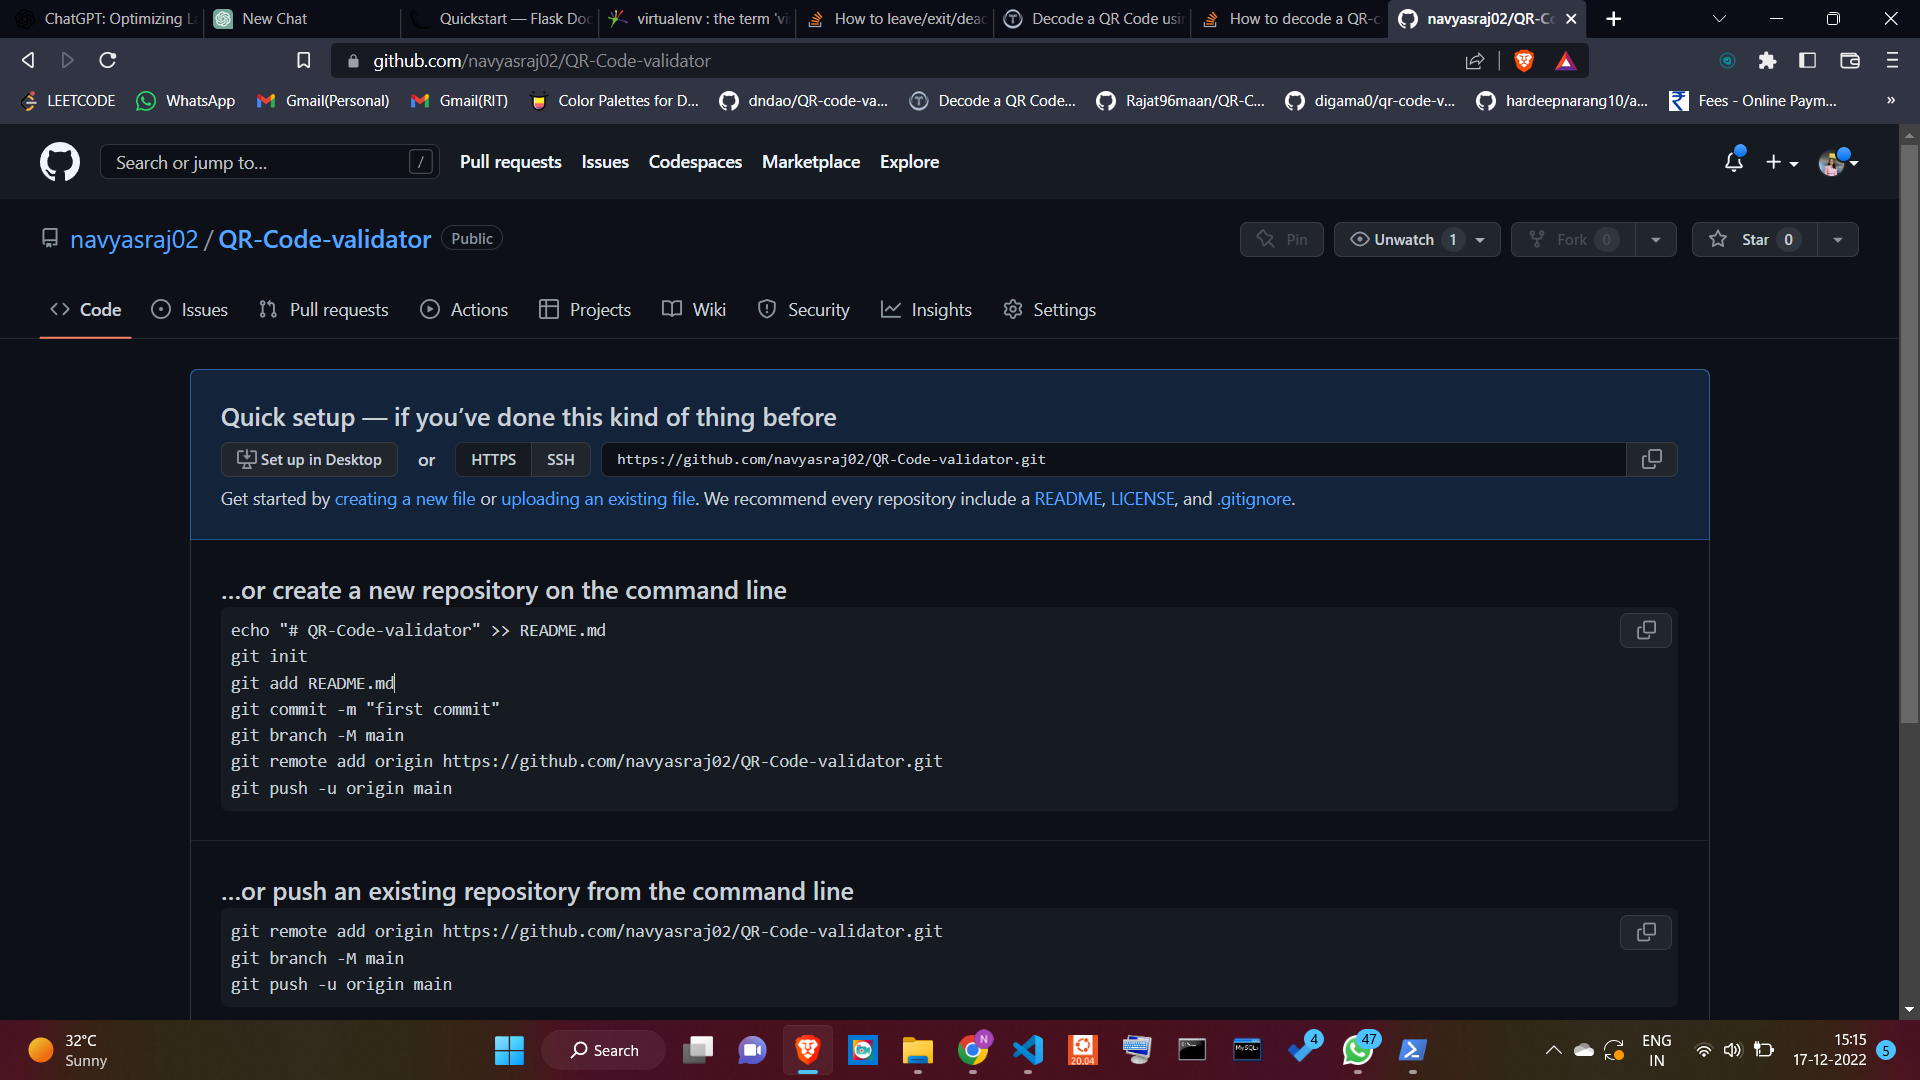 ChatGPT: Optimizing La
New Chat
Quickstart — Flask Doc
virtualenv : the term 'vi
How to leave/exit/deac
Decode a QR Code usin
How to decode a QR-c
navyasraj02/QR-Co
github.com/navyasraj02/QR-Code-validator
LEETCODE
WhatsApp
Gmail(Personal)
Gmail(RIT)
Color Palettes for D...
dndao/QR-code-va...
Decode a QR Code...
Rajat96maan/QR-C...
digama0/qr-code-v...
hardeepnarang10/a...
Fees - Online Paym...
»
Search or jump to...
/
Pull requests
Issues
Codespaces
Marketplace
Explore
navyasraj02 / QR-Code-validator
Public
Pin
Unwatch 1
Fork 0
Star 0
Code
Issues
Pull requests
Actions
Projects
Wiki
Security
Insights
Settings
Quick setup — if you’ve done this kind of thing before
Set up in Desktop or HTTPS SSH https://github.com/navyasraj02/QR-Code-validator.git
Get started by creating a new file or uploading an existing file. We recommend every repository include a README, LICENSE, and .gitignore.
…or create a new repository on the command line
echo "# QR-Code-validator" >> README.md
git init
git add README.md
git commit -m "first commit"
git branch -M main
git remote add origin https://github.com/navyasraj02/QR-Code-validator.git
git push -u origin main
…or push an existing repository from the command line
git remote add origin https://github.com/navyasraj02/QR-Code-validator.git
git branch -M main
git push -u origin main
32°C
Sunny
Search
N
20.04
MySQL
4
47
ENG
IN
15:15
17-12-2022
5